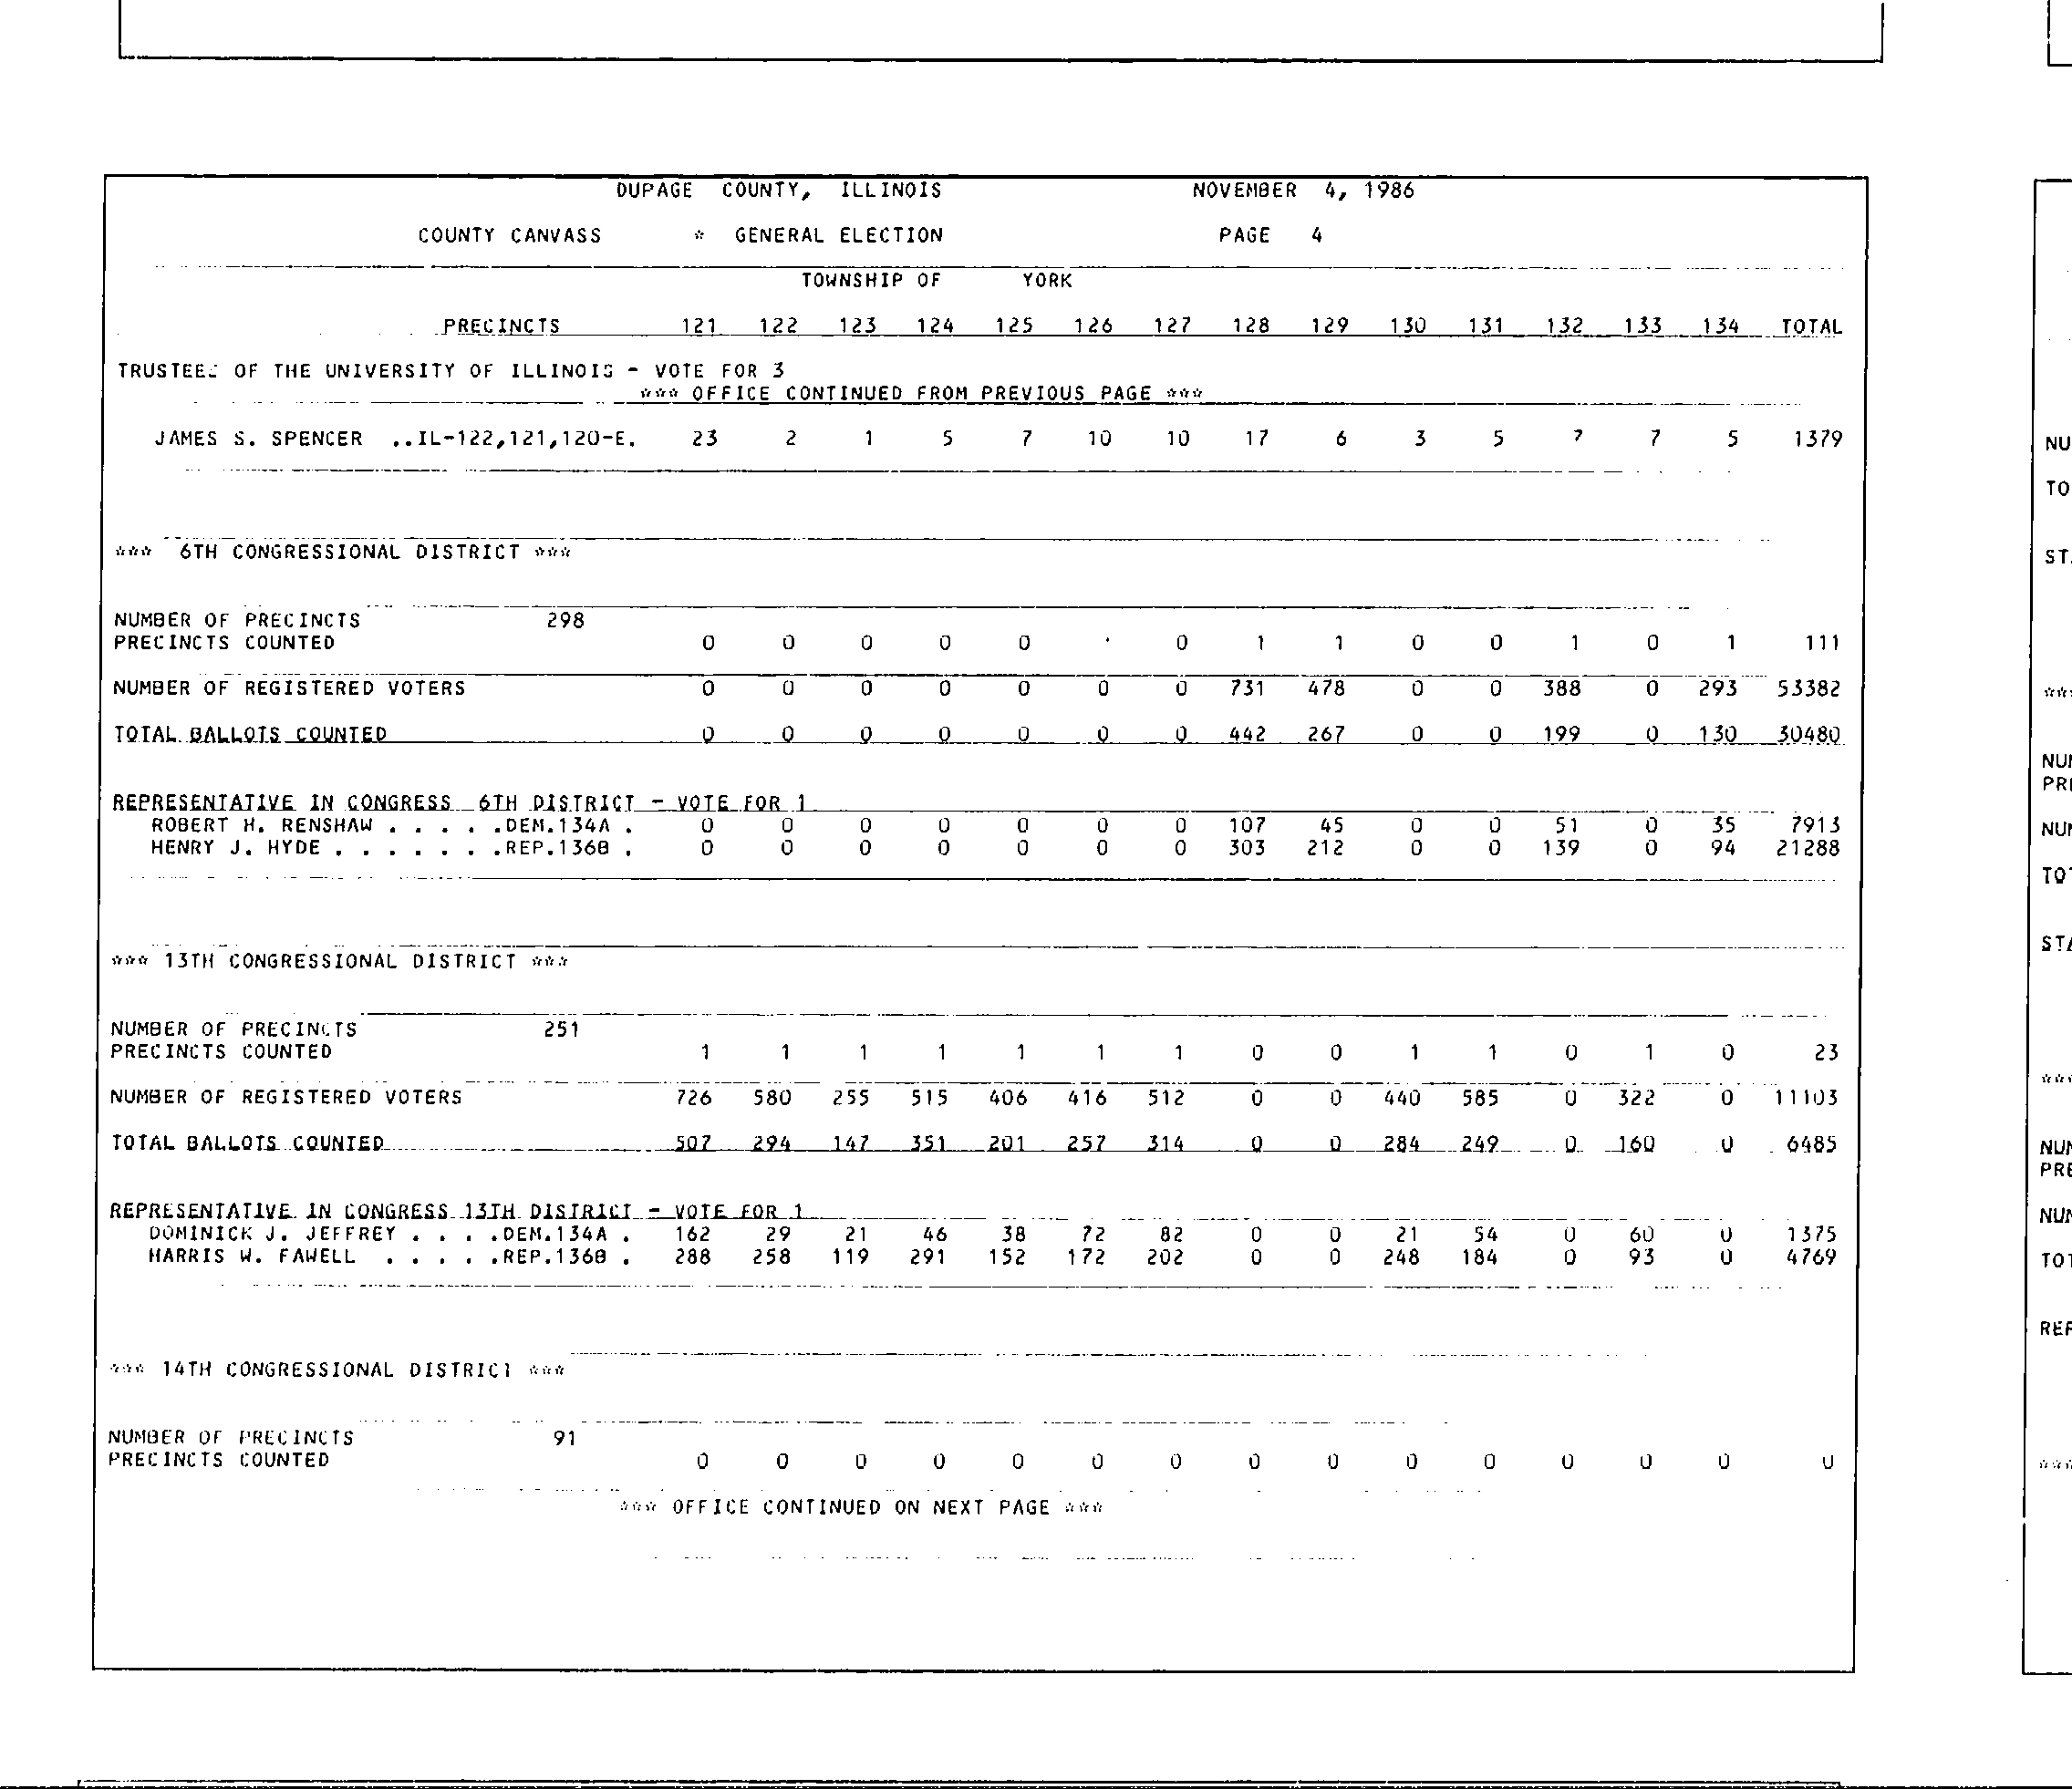 DUPAGE COUNTY, ILLINOIS NOVEMBER 4, 1986
COUNTY CANVASS * GENERAL ELECTION PAGE 4
TOWNSHIP OF YORK
PRECINCTS 121 122 123 124 125 126 127 128 129 130 131 132 133 134 TOTAL
TRUSTEES OF THE UNIVERSITY OF ILLINOIS - VOTE FOR 3
*** OFFICE CONTINUED FROM PREVIOUS PAGE ***
JAMES S. SPENCER ..IL-122,121,120-E. 23 2 1 5 7 10 10 17 6 3 5 7 5 1379
*** 6TH CONGRESSIONAL DISTRICT ***
NUMBER OF PRECINCTS 298
PRECINCTS COUNTED 0 0 0 0 0 0 1 1 0 0 1 0 1 111
NUMBER OF REGISTERED VOTERS 0 0 0 0 0 0 0 731 478 0 0 388 0 293 53382
TOTAL BALLOTS COUNTED 0 0 0 0 0 0 0 442 267 0 0 199 0 130 30480
REPRESENTATIVE IN CONGRESS 6TH DISTRICT - VOTE FOR 1
ROBERT H. RENSHAW . . . . .DEM.134A . 0 0 0 0 0 0 0 107 45 0 0 51 0 35 7913
HENRY J. HYDE . . . . . . .REP.136B . 0 0 0 0 0 0 0 303 212 0 0 139 0 94 21288
*** 13TH CONGRESSIONAL DISTRICT ***
NUMBER OF PRECINCTS 251
PRECINCTS COUNTED 1 1 1 1 1 1 1 0 0 1 1 0 1 0 23
NUMBER OF REGISTERED VOTERS 726 580 255 515 406 416 512 0 0 440 585 0 322 0 11103
TOTAL BALLOTS COUNTED 507 294 147 351 201 257 314 0 0 284 249 0 160 0 6485
REPRESENTATIVE IN CONGRESS 13TH DISTRICT - VOTE FOR 1
DOMINICK J. JEFFREY . . . .DEM.134A . 162 29 21 46 38 72 82 0 0 21 54 0 60 0 1375
HARRIS W. FAWELL . . . . .REP.136B . 288 258 119 291 152 172 202 0 0 248 184 0 93 0 4769
*** 14TH CONGRESSIONAL DISTRICT ***
NUMBER OF PRECINCTS 91
PRECINCTS COUNTED 0 0 0 0 0 0 0 0 0 0 0 0 0 0 0
*** OFFICE CONTINUED ON NEXT PAGE ***